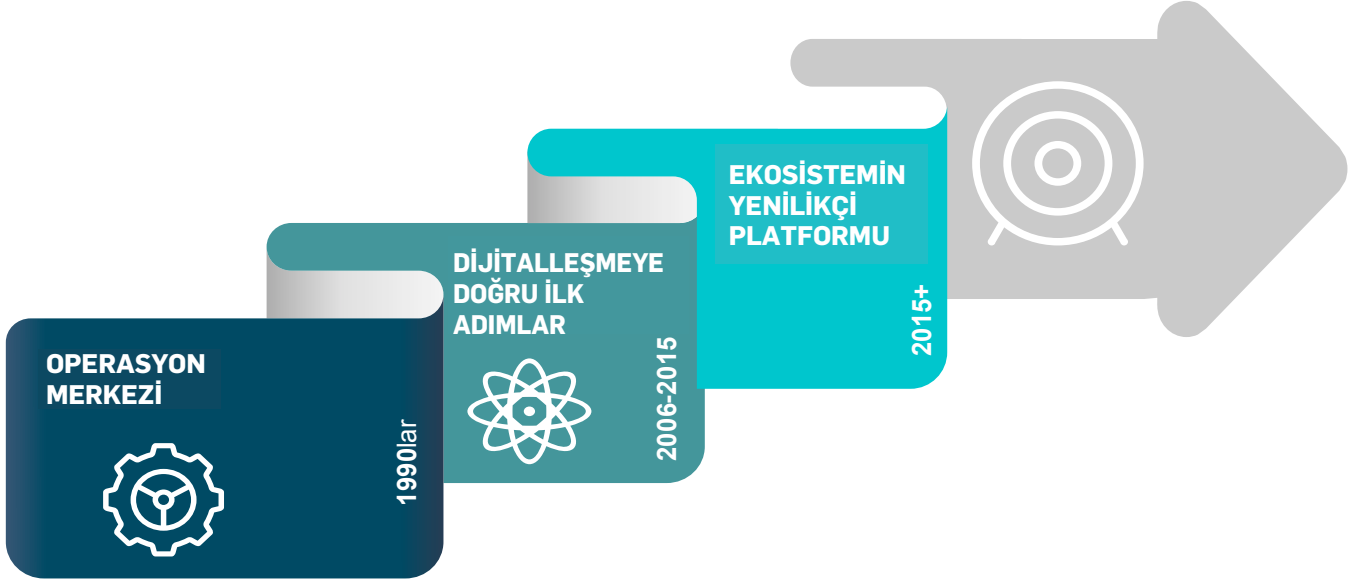 OPERASYON
MERKEZİ
1990lar
DİJİTALLEŞMEYE
DOĞRU İLK
ADIMLAR
2006-2015
EKOSİSTEMİN
YENİLİKÇİ
PLATFORMU
2015+